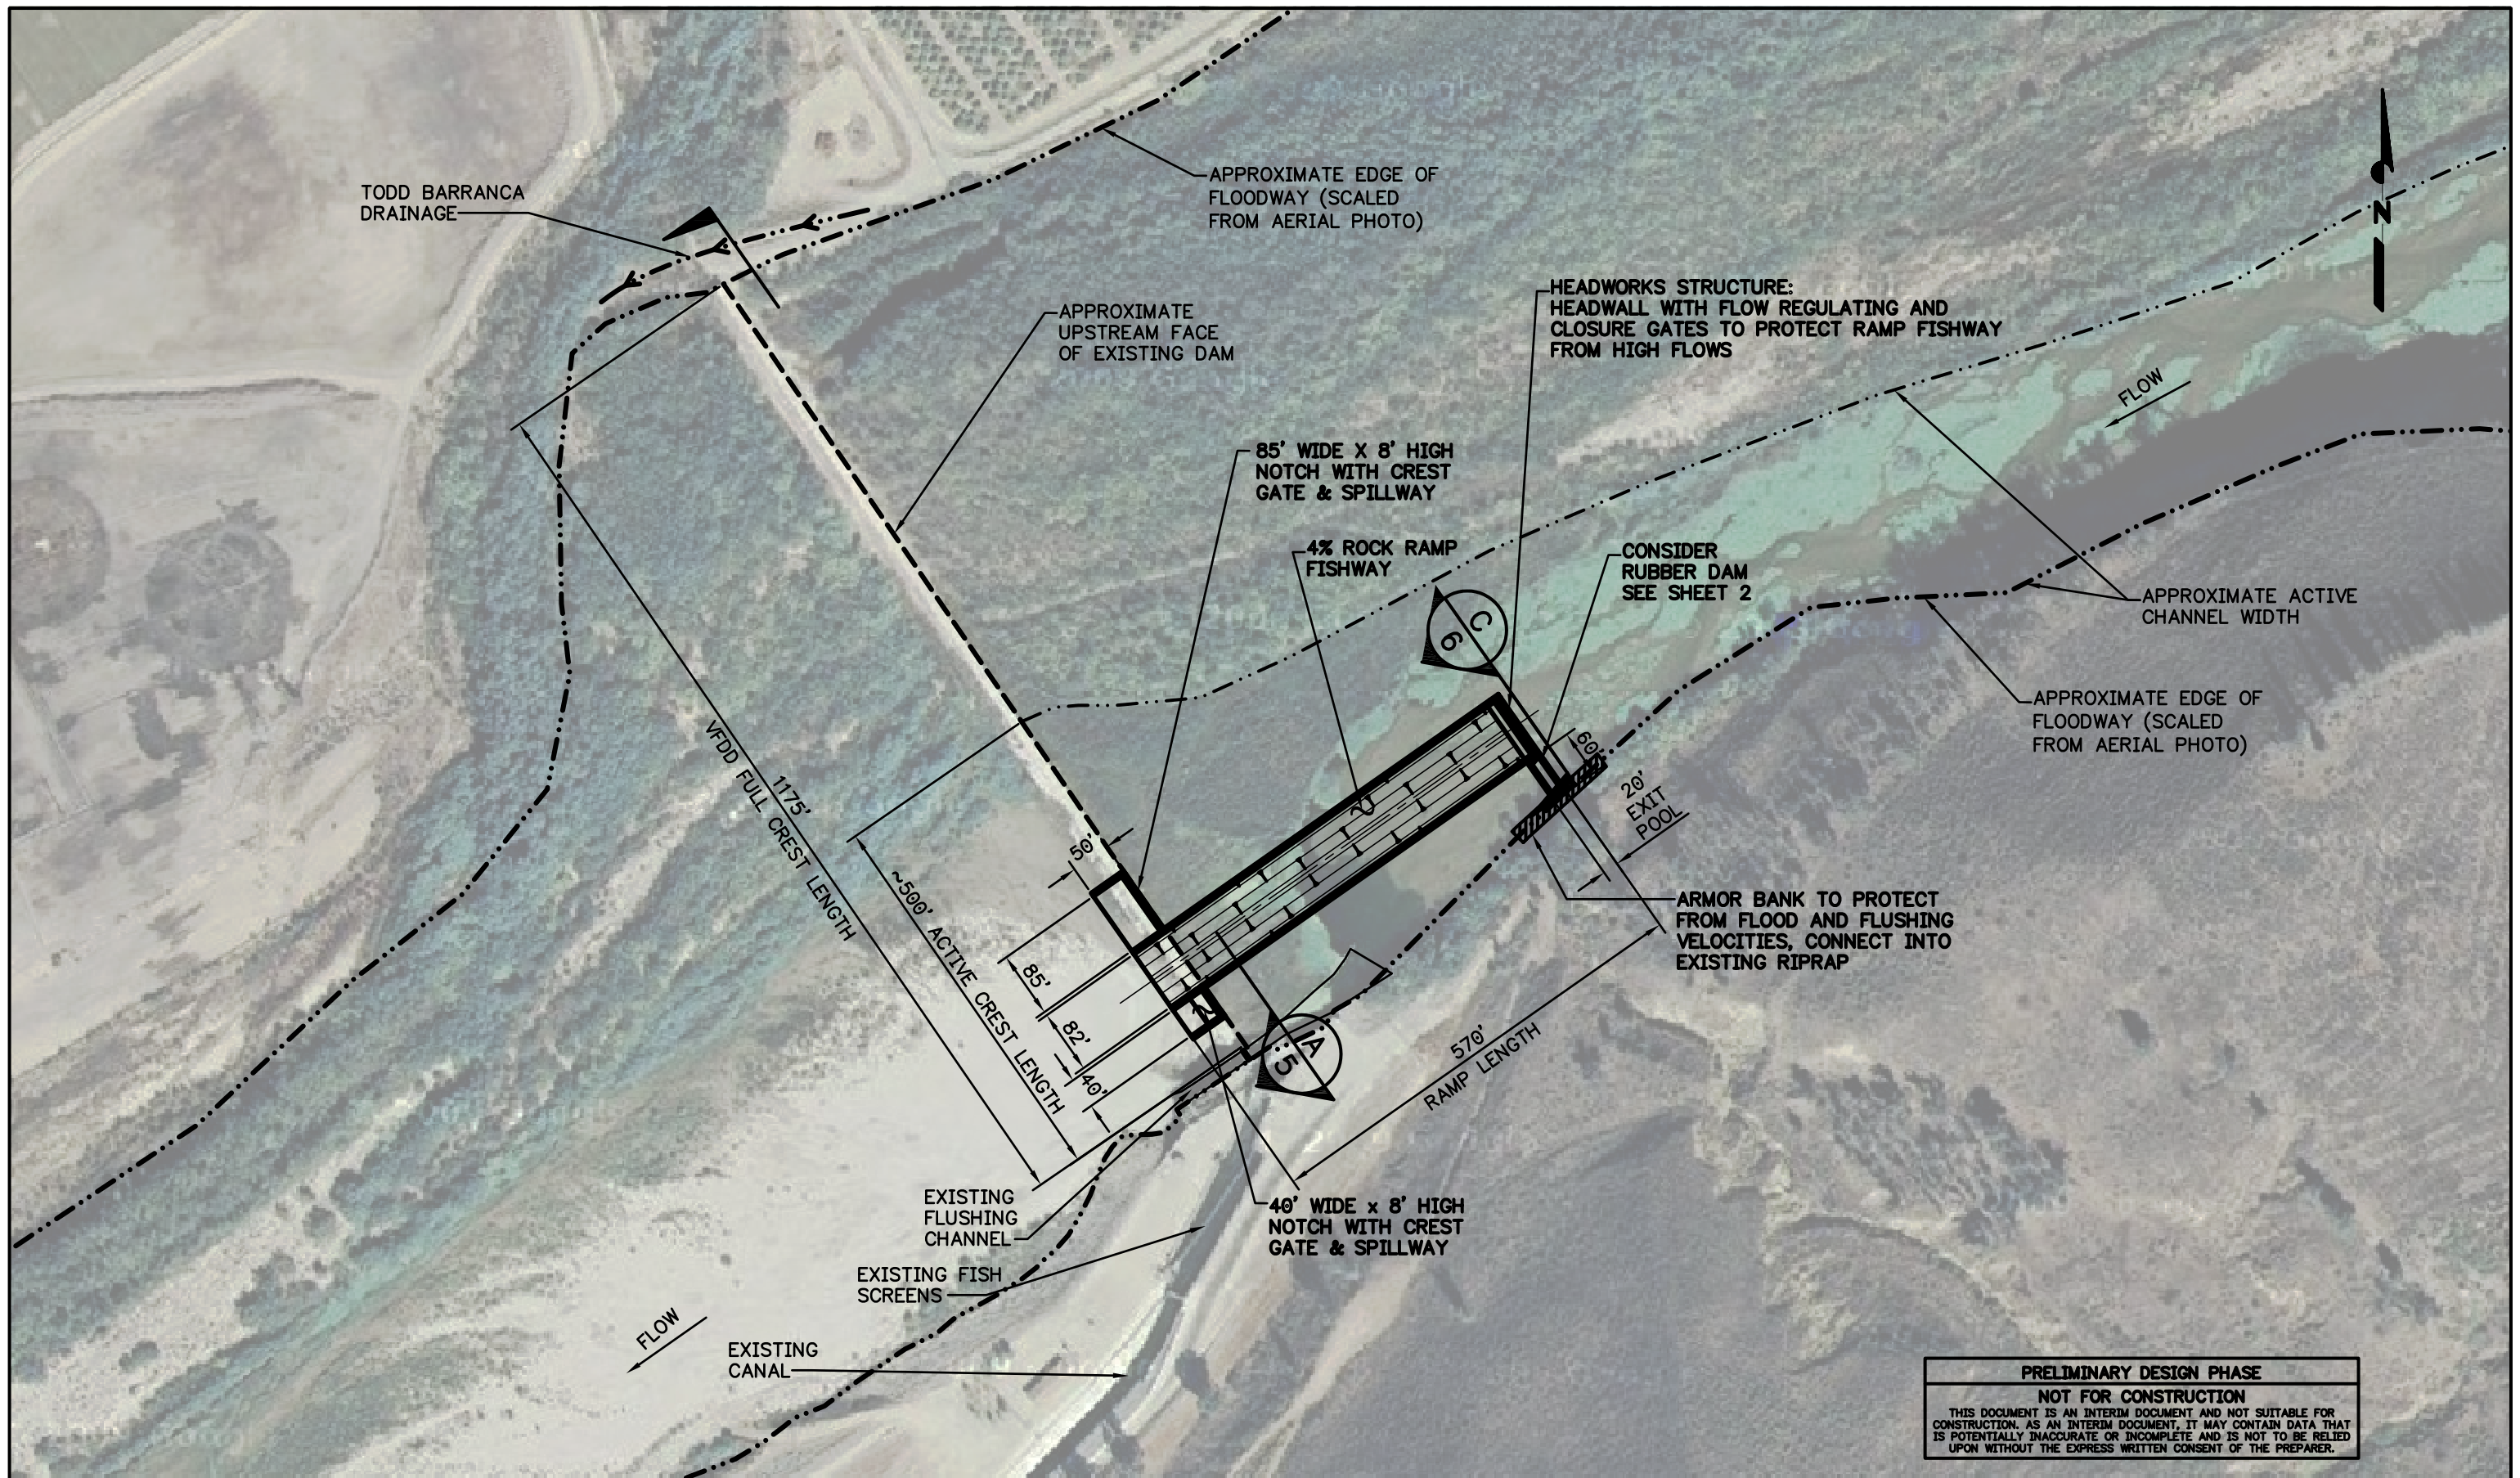 TODD BARRANCA
DRAINAGE
APPROXIMATE EDGE OF
FLOODWAY (SCALED
FROM AERIAL PHOTO)
N
APPROXIMATE
UPSTREAM FACE
OF EXISTING DAM
HEADWORKS STRUCTURE:
HEADWALL WITH FLOW REGULATING AND
CLOSURE GATES TO PROTECT RAMP FISHWAY
FROM HIGH FLOWS
FLOW
85' WIDE X 8' HIGH
NOTCH WITH CREST
GATE & SPILLWAY
4% ROCK RAMP
FISHWAY
CONSIDER
RUBBER DAM
SEE SHEET 2
C
6
APPROXIMATE ACTIVE
CHANNEL WIDTH
APPROXIMATE EDGE OF
FLOODWAY (SCALED
FROM AERIAL PHOTO)
1175'
VFDD FULL CREST LENGTH
60'
20'
EXIT
POOL
50'
~500' ACTIVE CREST LENGTH
85'
82'
40'
ARMOR BANK TO PROTECT
FROM FLOOD AND FLUSHING
VELOCITIES, CONNECT INTO
EXISTING RIPRAP
A
5
570'
RAMP LENGTH
EXISTING
FLUSHING
CHANNEL
40' WIDE x 8' HIGH
NOTCH WITH CREST
GATE & SPILLWAY
EXISTING FISH
SCREENS
FLOW
EXISTING
CANAL
PRELIMINARY DESIGN PHASE
NOT FOR CONSTRUCTION
THIS DOCUMENT IS AN INTERIM DOCUMENT AND NOT SUITABLE FOR
CONSTRUCTION. AS AN INTERIM DOCUMENT, IT MAY CONTAIN DATA THAT
IS POTENTIALLY INACCURATE OR INCOMPLETE AND IS NOT TO BE RELIED
UPON WITHOUT THE EXPRESS WRITTEN CONSENT OF THE PREPARER.